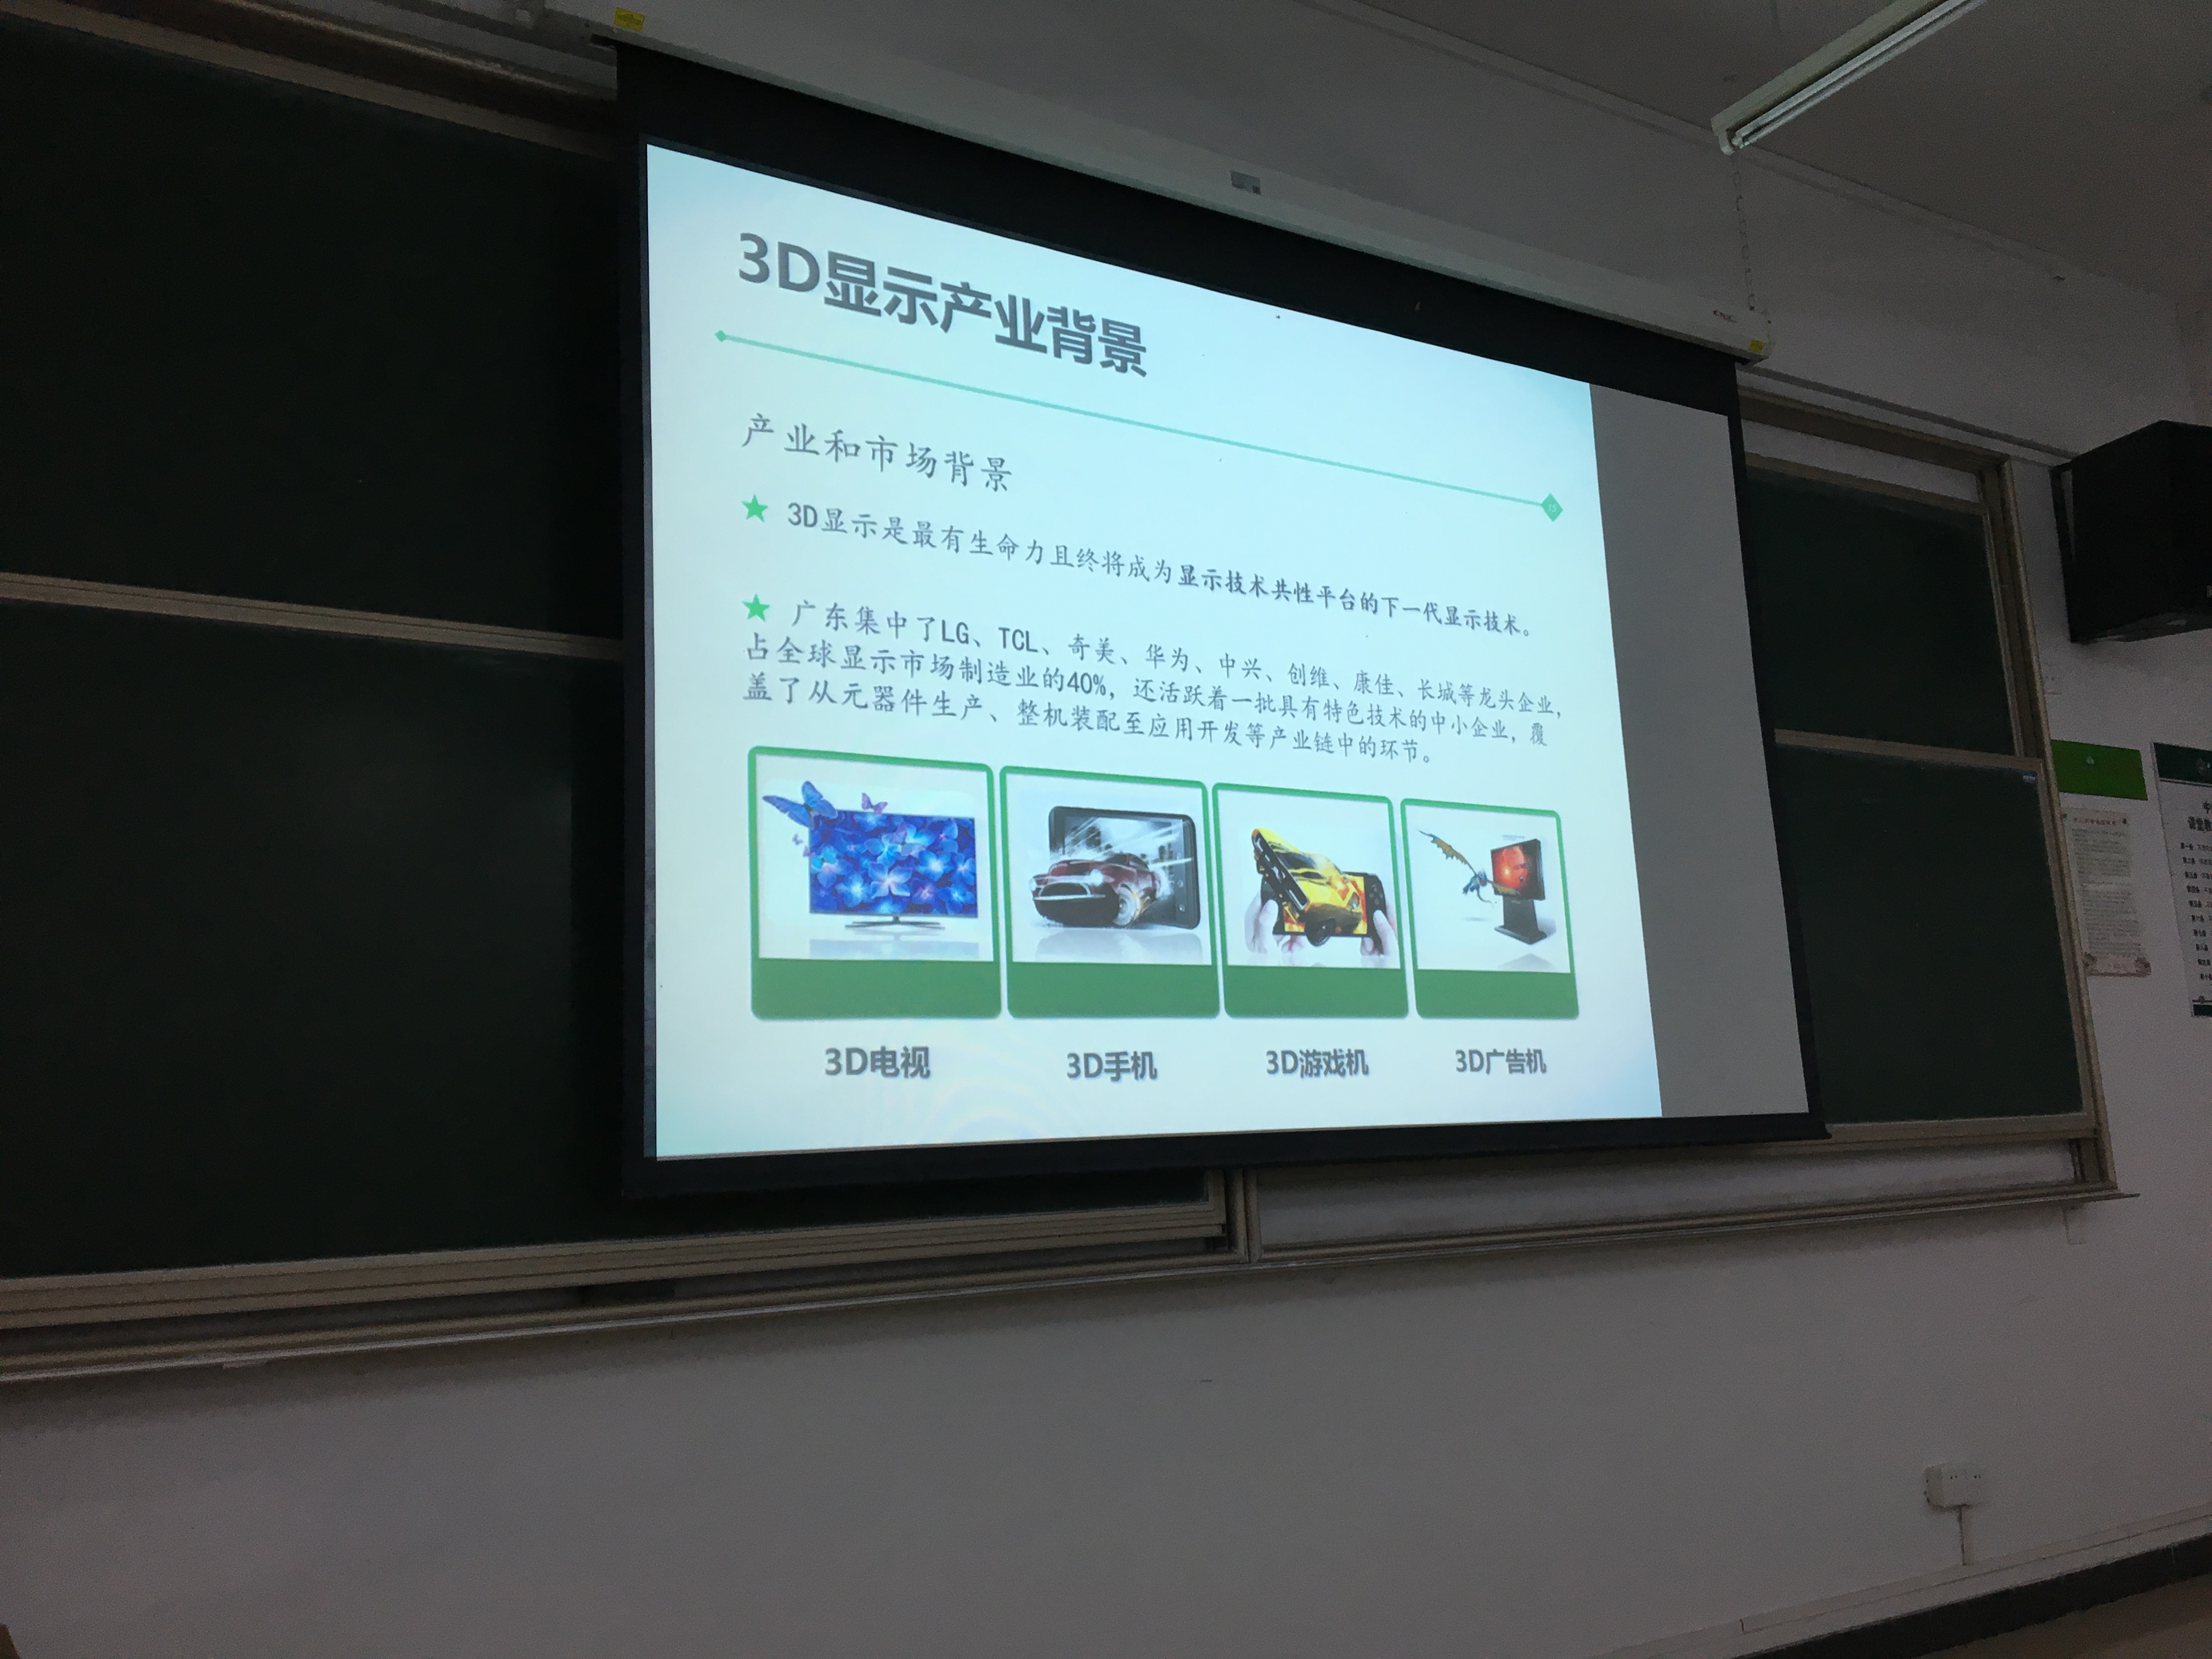 3D显示产业背景
产业和市场背景
3D显示是最有生命力且终将成为显示技术共性平台的下一代显示技术。
广东集中了LG、TCL、奇美、华为、中兴、创维、康佳、长城等龙头企业,
占全球显示市场制造业的40%, 还活跃着一批具有特色技术的中小企业, 覆
盖了从元器件生产、整机装配至应用开发等产业链中的环节。
3D电视
3D手机
3D游戏机
3D广告机